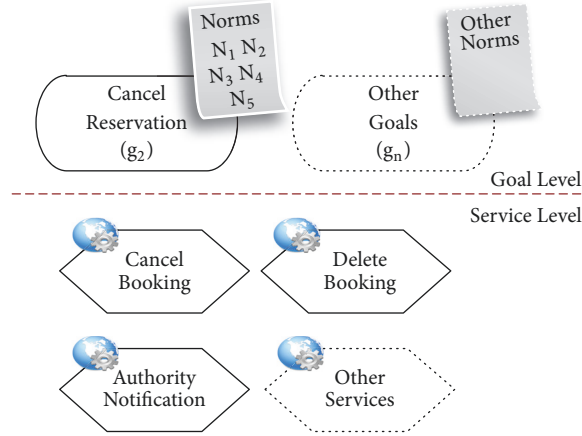 Norms
N₁ N₂
N₃ N₄
N₅
Other
Norms
Cancel
Reservation
(g₂)
Other
Goals
(gₙ)
Goal Level
Service Level
Cancel
Booking
Delete
Booking
Authority
Notification
Other
Services